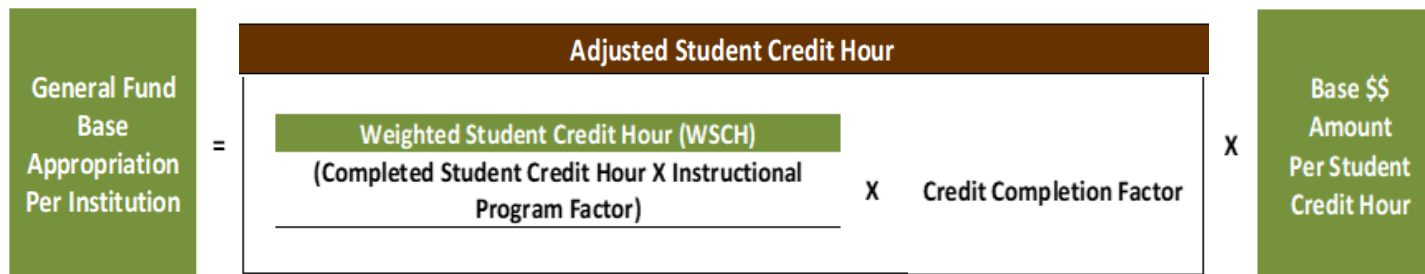 Adjusted Student Credit Hour
General Fund
Base
Appropriation
Per Institution
=
Weighted Student Credit Hour (WSCH)
(Completed Student Credit Hour X Instructional
Program Factor)
X
Credit Completion Factor
X
Base $$
Amount
Per Student
Credit Hour